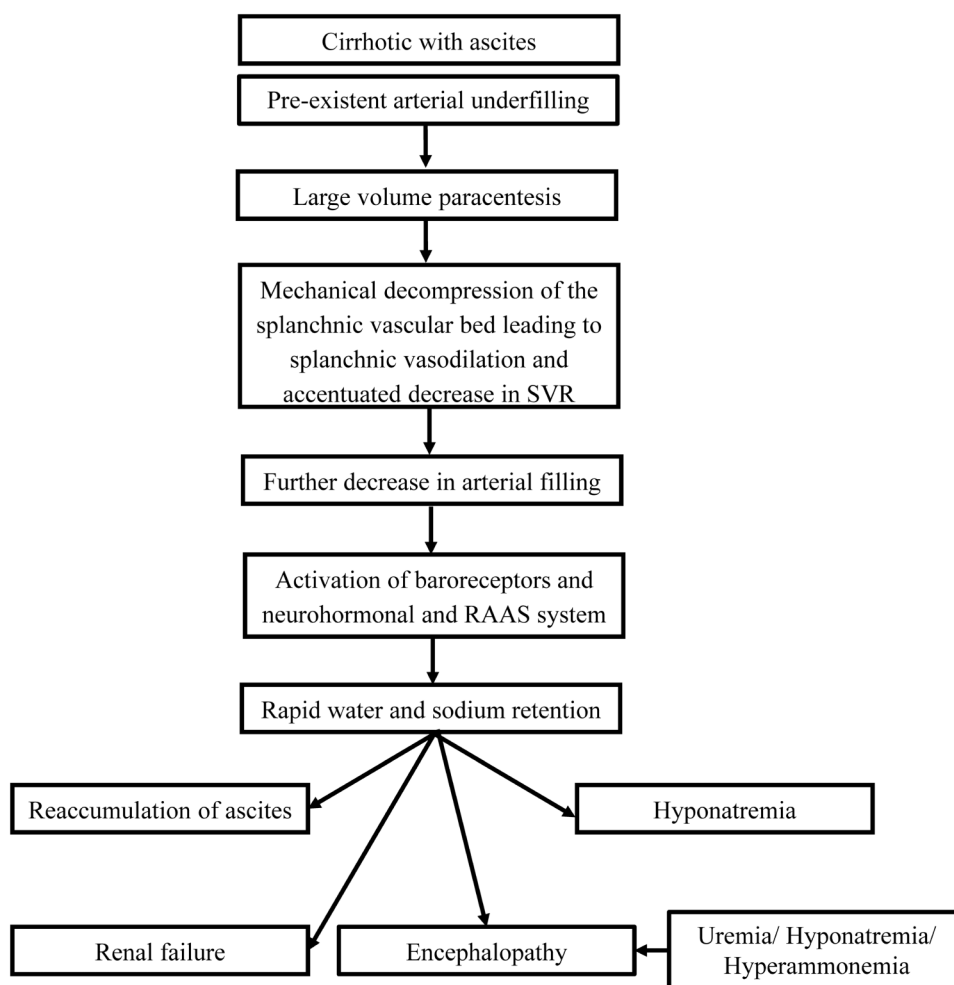 Cirrhotic with ascites
Pre-existent arterial underfilling
Large volume paracentesis
Mechanical decompression of the
splanchnic vascular bed leading to
splanchnic vasodilation and
accentuated decrease in SVR
Further decrease in arterial filling
Activation of baroreceptors and
neurohormonal and RAAS system
Rapid water and sodium retention
Reaccumulation of ascites
Hyponatremia
Renal failure
Encephalopathy
Uremia/ Hyponatremia/
Hyperammonemia